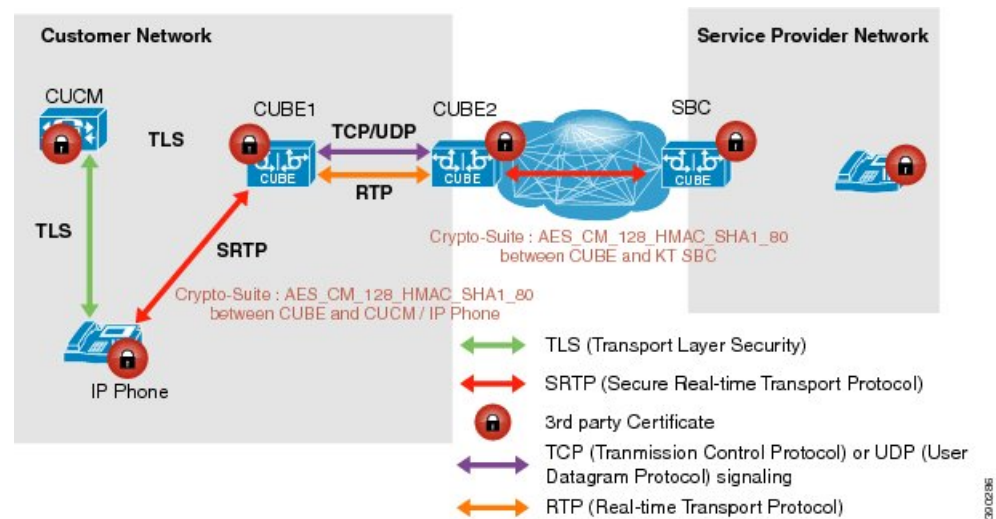 Customer Network
Service Provider Network
CUCM
TLS
CUBE1
CUBE
TCP/UDP
RTP
CUBE2
CUBE
SBC
CUBE
TLS
SRTP
Crypto-Suite : AES_CM_128_HMAC_SHA1_80
between CUBE and KT SBC
Crypto-Suite : AES_CM_128_HMAC_SHA1_80
between CUBE and CUCM / IP Phone
IP Phone
TLS (Transport Layer Security)
SRTP (Secure Real-time Transport Protocol)
3rd party Certificate
TCP (Tranmission Control Protocol) or UDP (User
Datagram Protocol) signaling
RTP (Real-time Transport Protocol)
390286